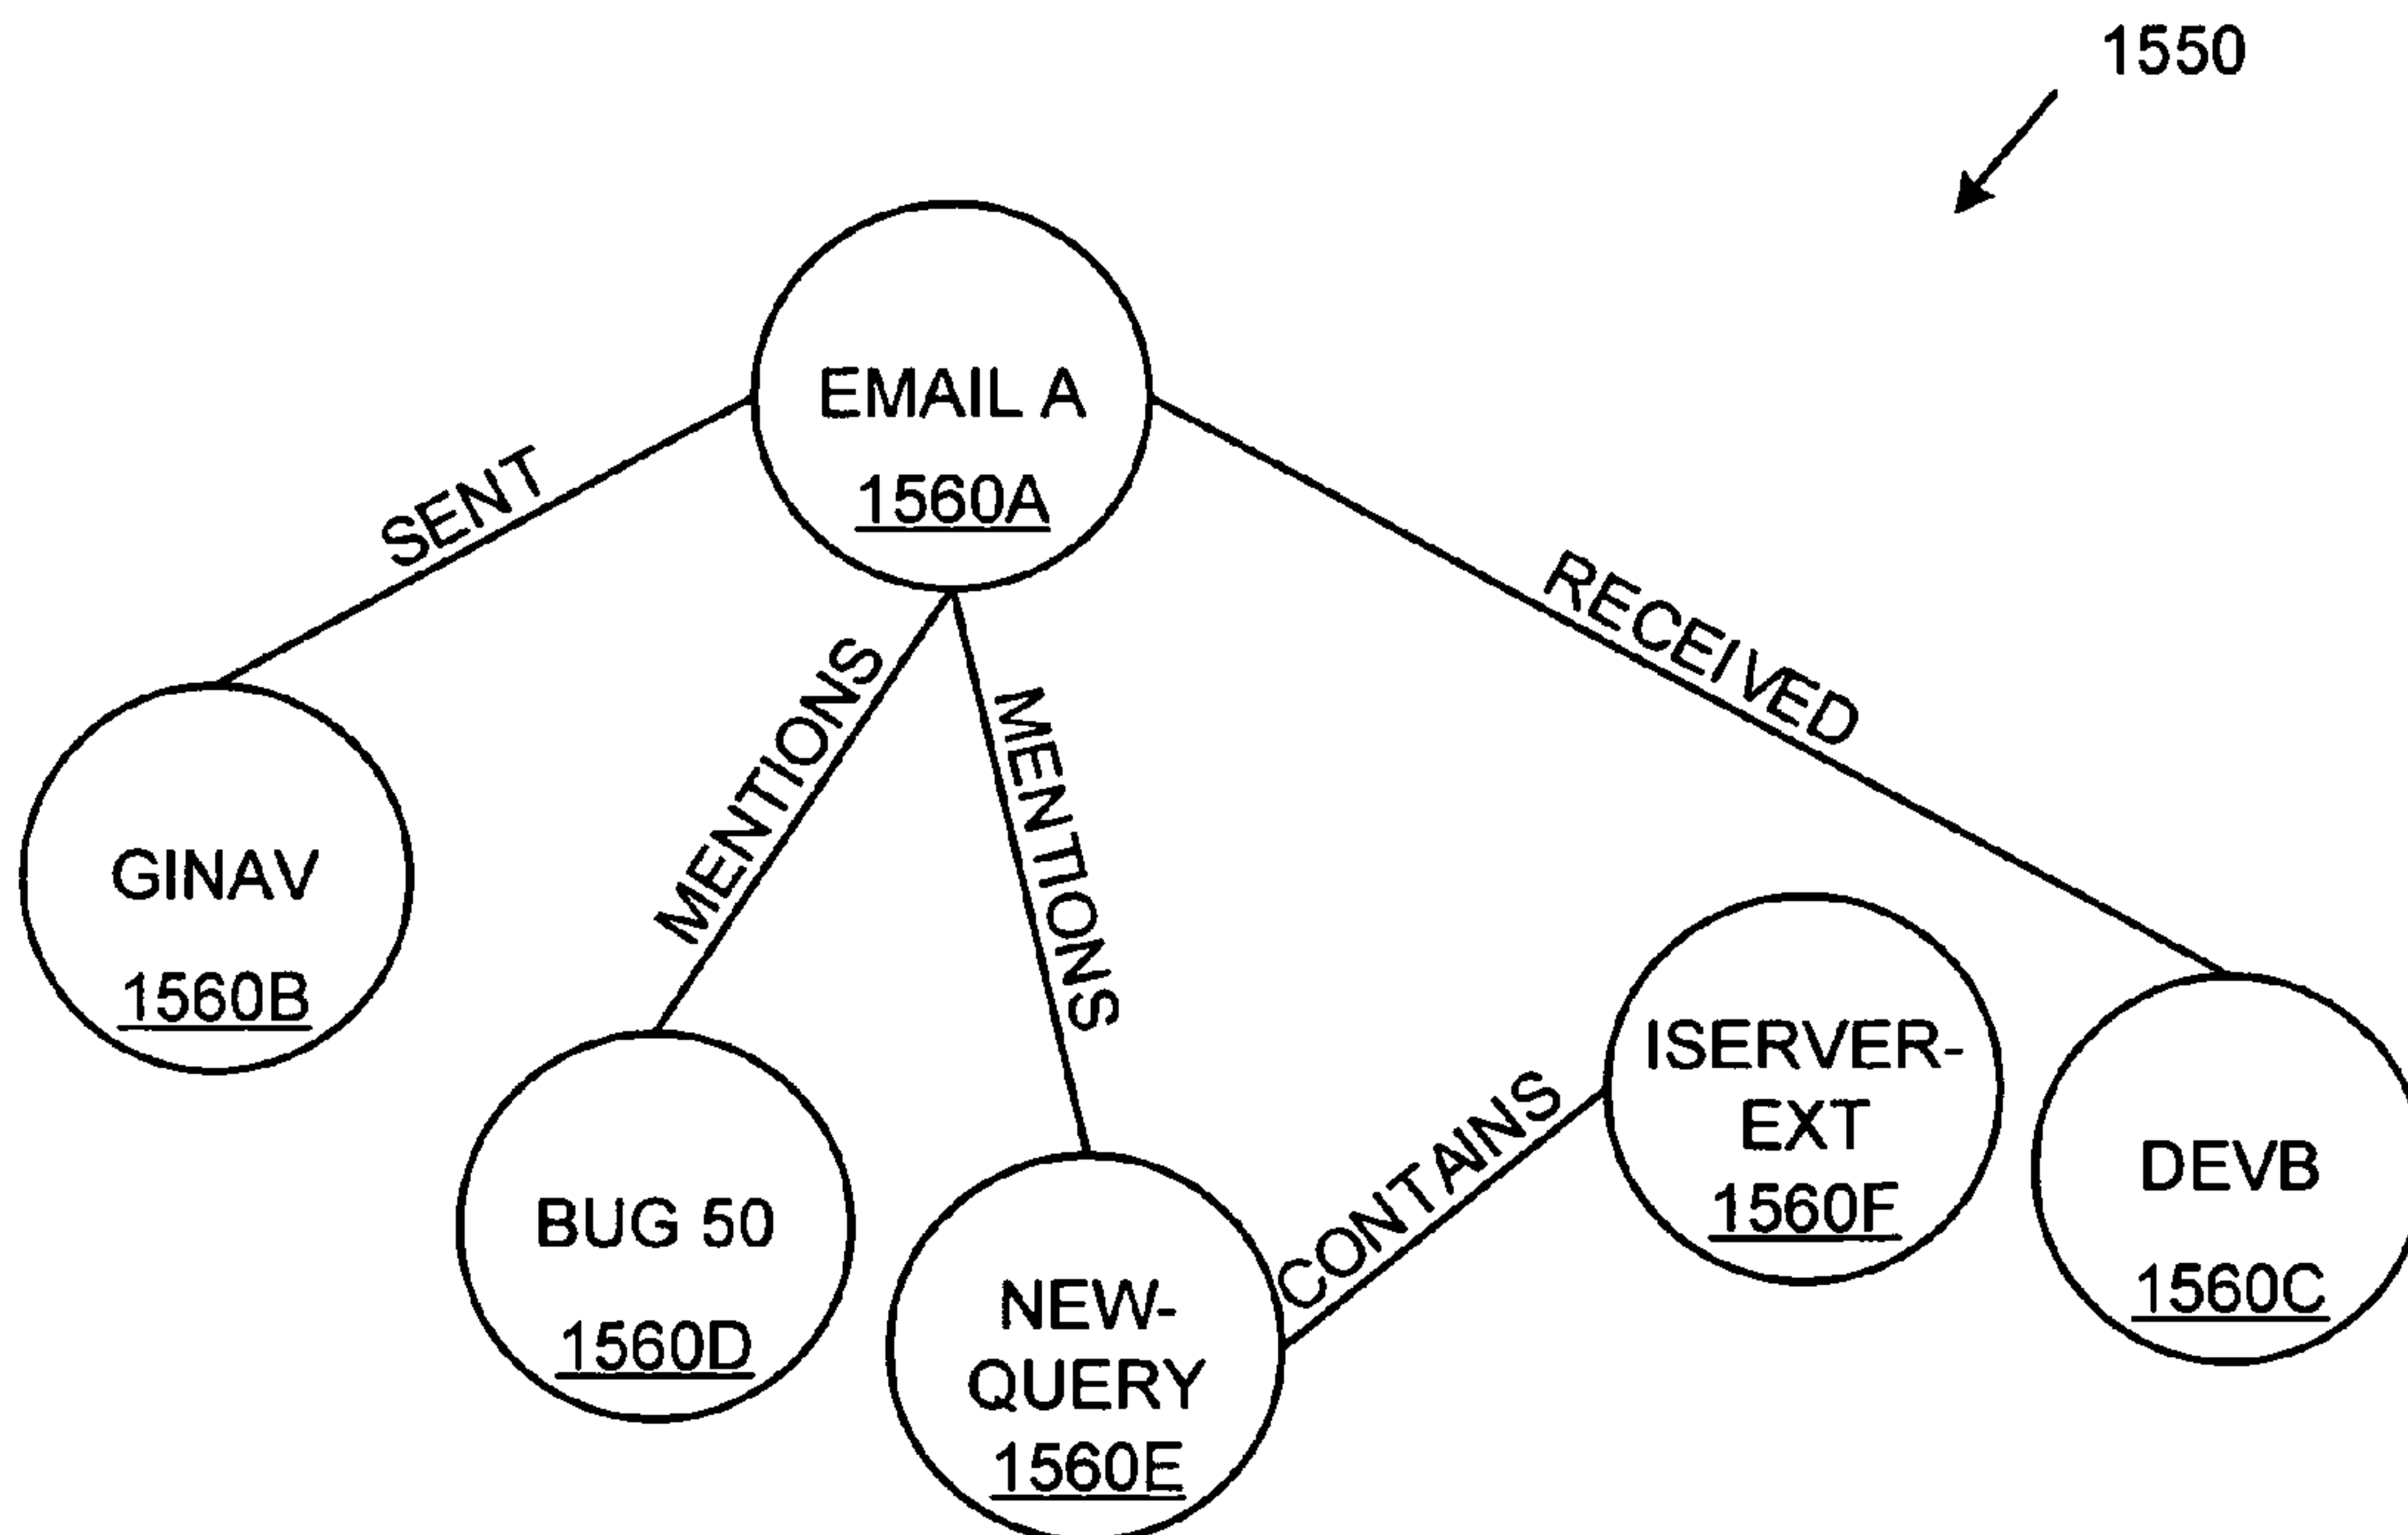 1550
EMAIL A
1560A
SENT
RECEIVED
MENTIONS
MENTIONS
GINAV
1560B
BUG 50
1560D
NEW-
QUERY
1560E
CONTAINS
ISERVER-
EXT
1560F
DEVB
1560C